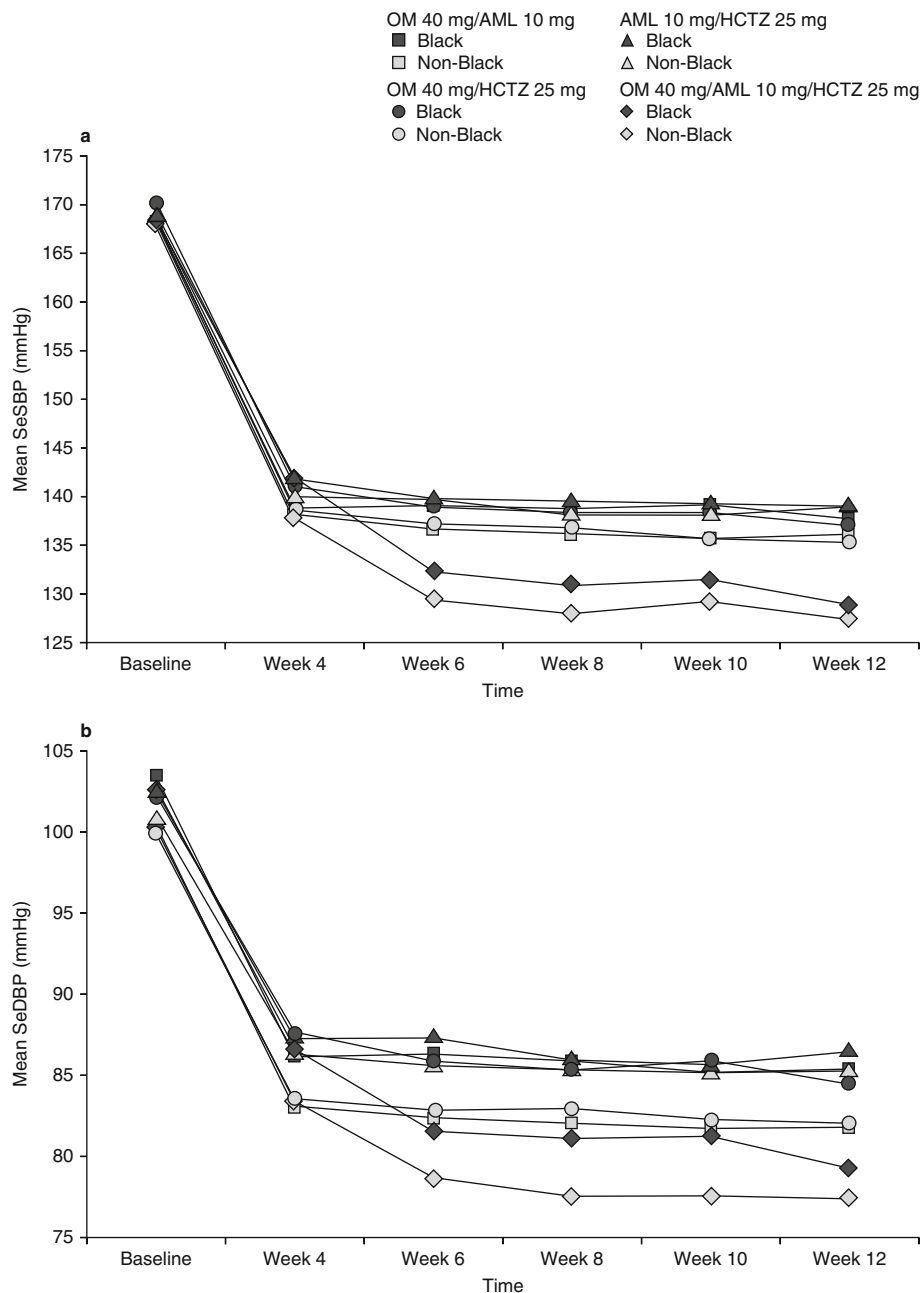 OM 40 mg/AML 10 mg
Black
Non-Black
OM 40 mg/HCTZ 25 mg
Black
Non-Black
AML 10 mg/HCTZ 25 mg
Black
Non-Black
OM 40 mg/AML 10 mg/HCTZ 25 mg
Black
Non-Black
a
Mean SeSBP (mmHg)
175
170
165
160
155
150
145
140
135
130
125
Baseline Week 4 Week 6 Week 8 Week 10 Week 12
Time
b
Mean SeDBP (mmHg)
105
100
95
90
85
80
75
Baseline Week 4 Week 6 Week 8 Week 10 Week 12
Time